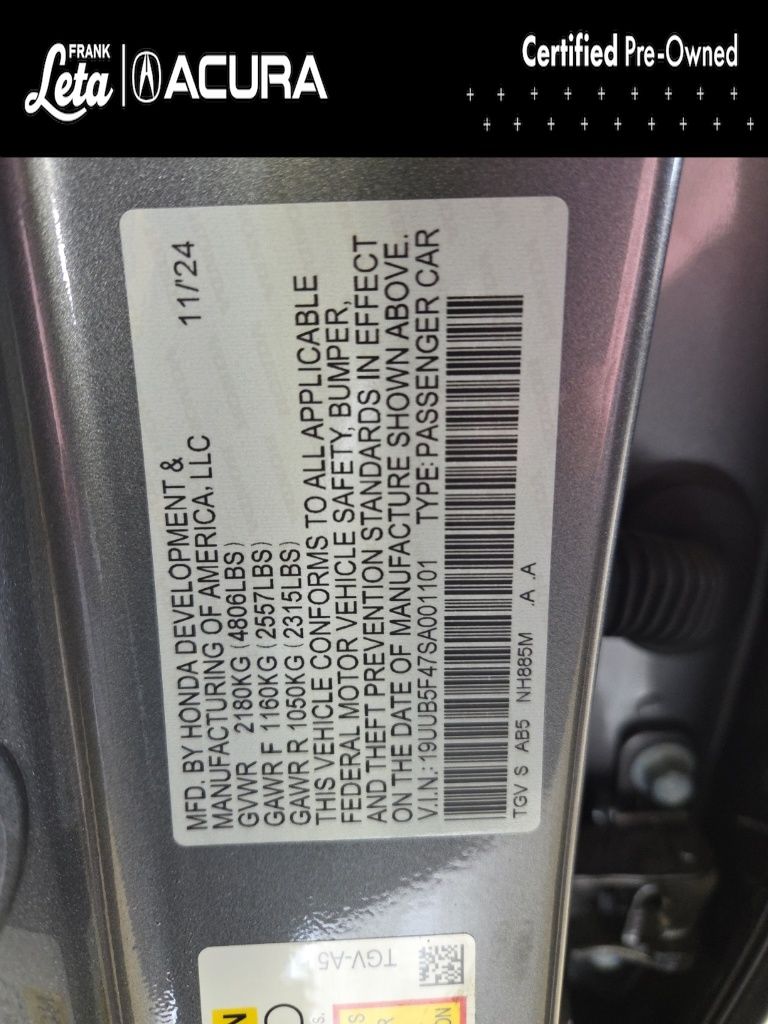 FRANK
Leta
ACURA
Certified Pre-Owned
11/'24
MFD. BY HONDA DEVELOPMENT &
MANUFACTURING OF AMERICA, LLC
GVWR 2180KG (4806LBS)
GAWR F 1160KG (2557LBS)
GAWR R 1050KG (2315LBS)
THIS VEHICLE CONFORMS TO ALL APPLICABLE
FEDERAL MOTOR VEHICLE SAFETY, BUMPER,
AND THEFT PREVENTION STANDARDS IN EFFECT
ON THE DATE OF MANUFACTURE SHOWN ABOVE.
V.I.N.: 19UUB5F47SA001101 TYPE: PASSENGER CAR
TGV S AB5 NH885M .A .A
TGV-A5